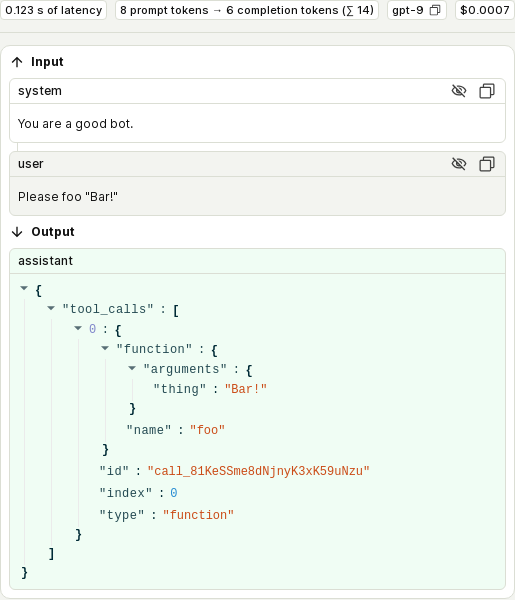 0.123 s of latency 8 prompt tokens → 6 completion tokens (∑ 14) gpt-9 $0.0007
Input
system
You are a good bot.
user
Please foo "Bar!"
Output
assistant
{
"tool_calls" : [
0 : {
"function" : {
"arguments" : {
"thing" : "Bar!"
}
"name" : "foo"
}
"id" : "call_81KeSSme8dNjnyK3xK59uNzu"
"index" : 0
"type" : "function"
}
]
}